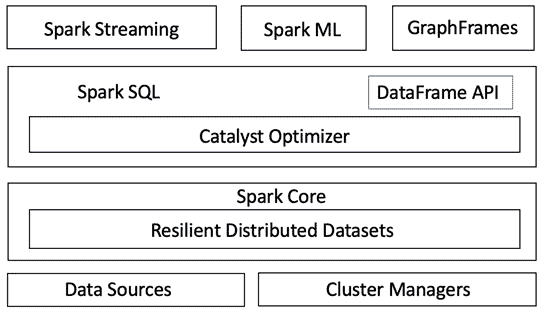 Spark Streaming
Spark ML
GraphFrames
Spark SQL
DataFrame API
Catalyst Optimizer
Spark Core
Resilient Distributed Datasets
Data Sources
Cluster Managers